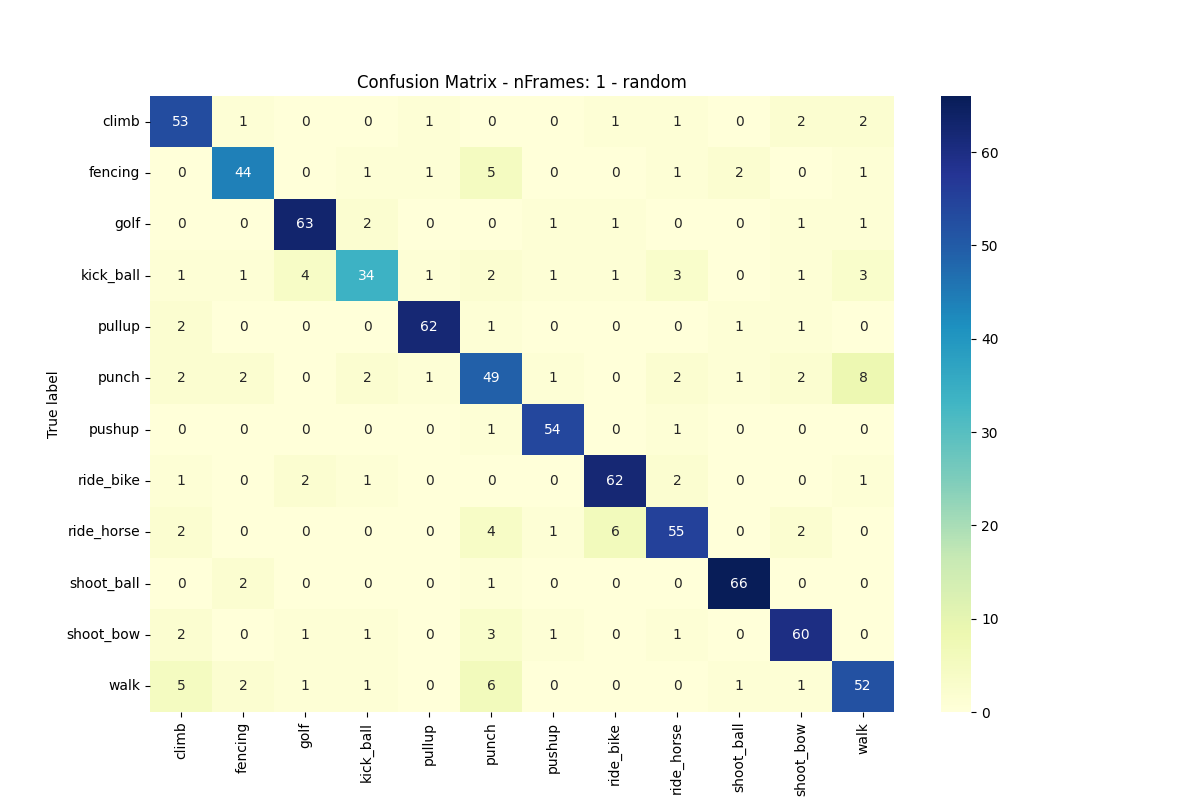 Confusion Matrix - nFrames: 1 - random
climb 53 1 0 0 1 0 0 1 1 0 2 2
fencing 0 44 0 1 1 5 0 0 1 2 0 1
golf 0 0 63 2 0 0 1 1 0 0 1 1
kick_ball 1 1 4 34 1 2 1 1 3 0 1 3
pullup 2 0 0 0 62 1 0 0 0 1 1 0
punch 2 2 0 2 1 49 1 0 2 1 2 8
pushup 0 0 0 0 0 1 54 0 1 0 0 0
ride_bike 1 0 2 1 0 0 0 62 2 0 0 1
ride_horse 2 0 0 0 0 4 1 6 55 0 2 0
shoot_ball 0 2 0 0 0 1 0 0 0 66 0 0
shoot_bow 2 0 1 1 0 3 1 0 1 0 60 0
walk 5 2 1 1 0 6 0 0 0 1 1 52
True label
climb fencing golf kick_ball pullup punch pushup ride_bike ride_horse shoot_ball shoot_bow walk
60
50
40
30
20
10
0